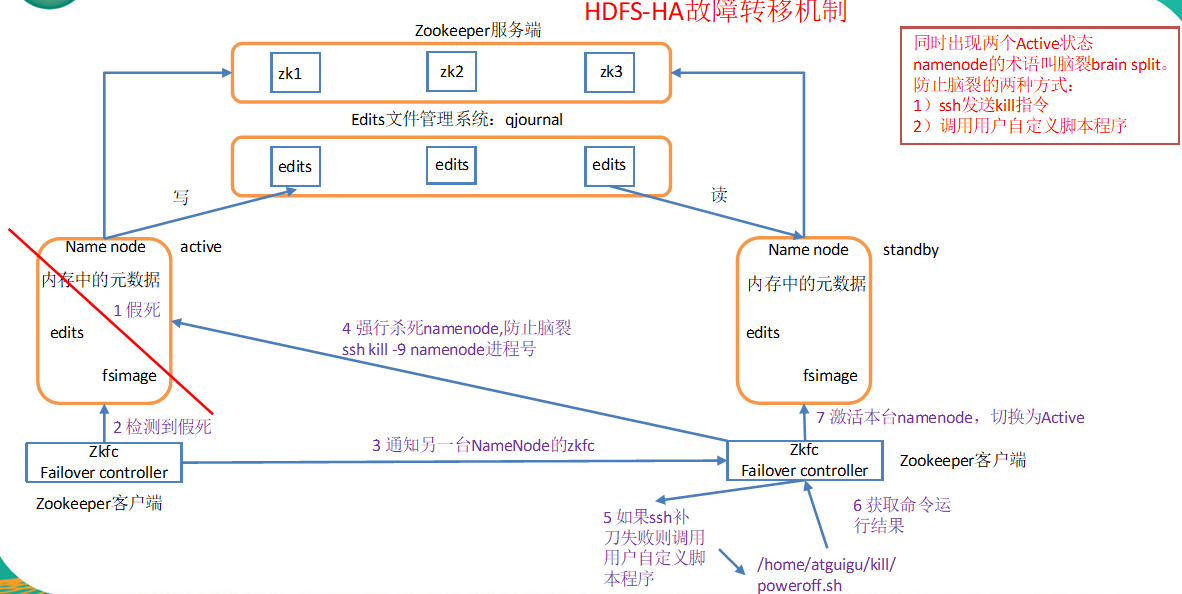 HDFS-HA故障转移机制
Zookeeper服务端
zk1
zk2
zk3
同时出现两个Active状态
namenode的术语叫脑裂brain split。
防止脑裂的两种方式：
1）ssh发送kill指令
2）调用用户自定义脚本程序
Edits文件管理系统：qjournal
edits
edits
edits
写
读
Name node
active
内存中的元数据
1 假死
edits
fsimage
Name node
standby
内存中的元数据
edits
fsimage
4 强行杀死namenode,防止脑裂
ssh kill -9 namenode进程号
2 检测到假死
7 激活本台namenode，切换为Active
Zkfc
Failover controller
Zookeeper客户端
3 通知另一台NameNode的zkfc
Zkfc
Failover controller
Zookeeper客户端
5 如果ssh补
刀失败则调用
用户自定义脚
本程序
6 获取命令运
行结果
/home/atguigu/kill/
poweroff.sh